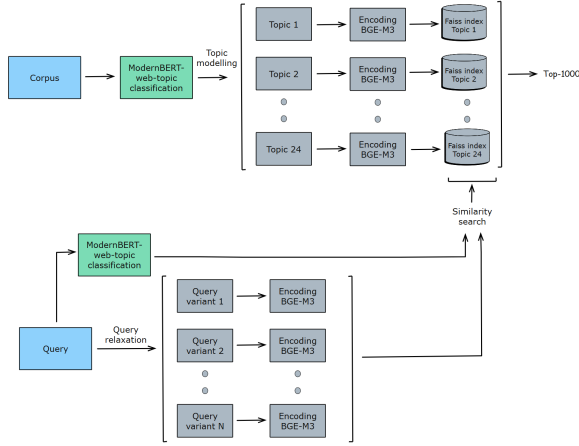 Corpus
ModernBERT-
web-topic
classification
Topic
modelling
Topic 1
Encoding
BGE-M3
Faiss index
Topic 1
Topic 2
Encoding
BGE-M3
Faiss index
Topic 2
Topic 24
Encoding
BGE-M3
Faiss index
Topic 24
Top-1000
Similarity
search
ModernBERT-
web-topic
classification
Query
Query
relaxation
Query
variant 1
Encoding
BGE-M3
Query
variant 2
Encoding
BGE-M3
Query
variant N
Encoding
BGE-M3